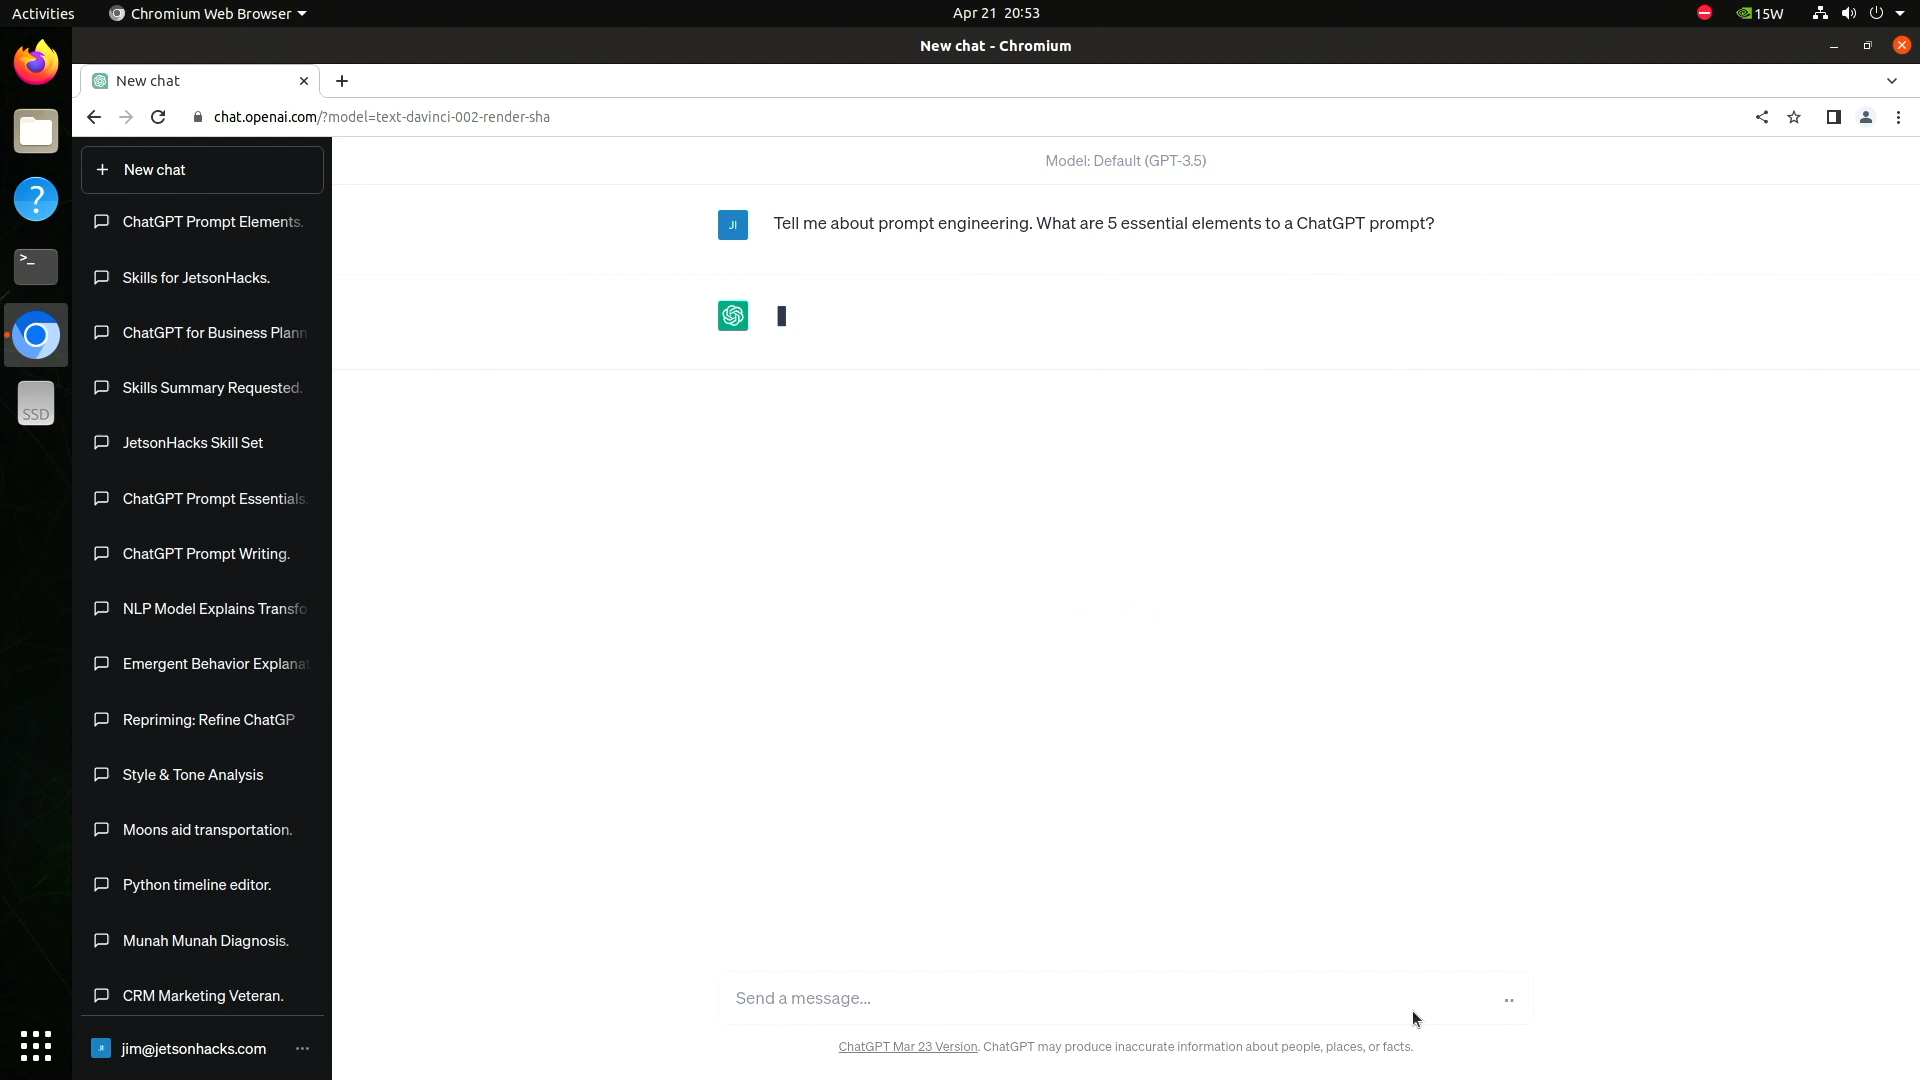 Activities
Chromium Web Browser
Apr 21 20:53
15W
New chat - Chromium
New chat
chat.openai.com/?model=text-davinci-002-render-sha
New chat
Model: Default (GPT-3.5)
ChatGPT Prompt Elements.
JI
Tell me about prompt engineering. What are 5 essential elements to a ChatGPT prompt?
Skills for JetsonHacks.
ChatGPT for Business Plann
Skills Summary Requested.
SSD
JetsonHacks Skill Set
ChatGPT Prompt Essentials.
ChatGPT Prompt Writing.
NLP Model Explains Transfo
Emergent Behavior Explanat
Repriming: Refine ChatGP
Style & Tone Analysis
Moons aid transportation.
Python timeline editor.
Munah Munah Diagnosis.
CRM Marketing Veteran.
Send a message...
JI
jim@jetsonhacks.com
ChatGPT Mar 23 Version. ChatGPT may produce inaccurate information about people, places, or facts.